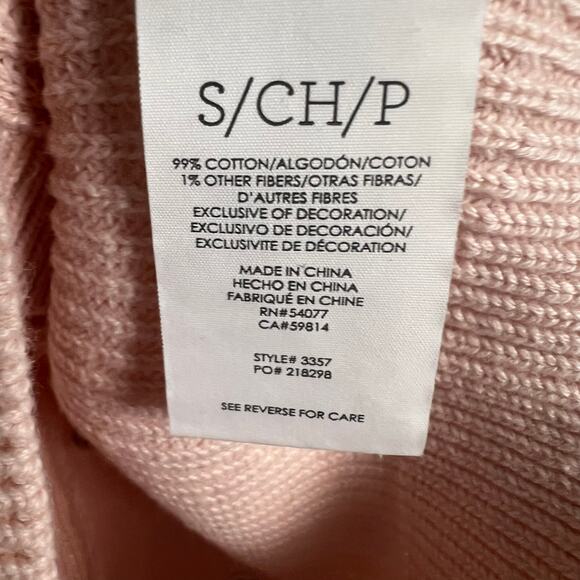 S/CH/P
99% COTTON/ALGODÓN/COTON
1% OTHER FIBERS/OTRAS FIBRAS/
D'AUTRES FIBRES
EXCLUSIVE OF DECORATION/
EXCLUSIVO DE DECORACIÓN/
EXCLUSIVITE DE DÉCORATION
MADE IN CHINA
HECHO EN CHINA
FABRIQUÉ EN CHINE
RN#54077
CA#59814
STYLE# 3357
PO# 218298
SEE REVERSE FOR CARE